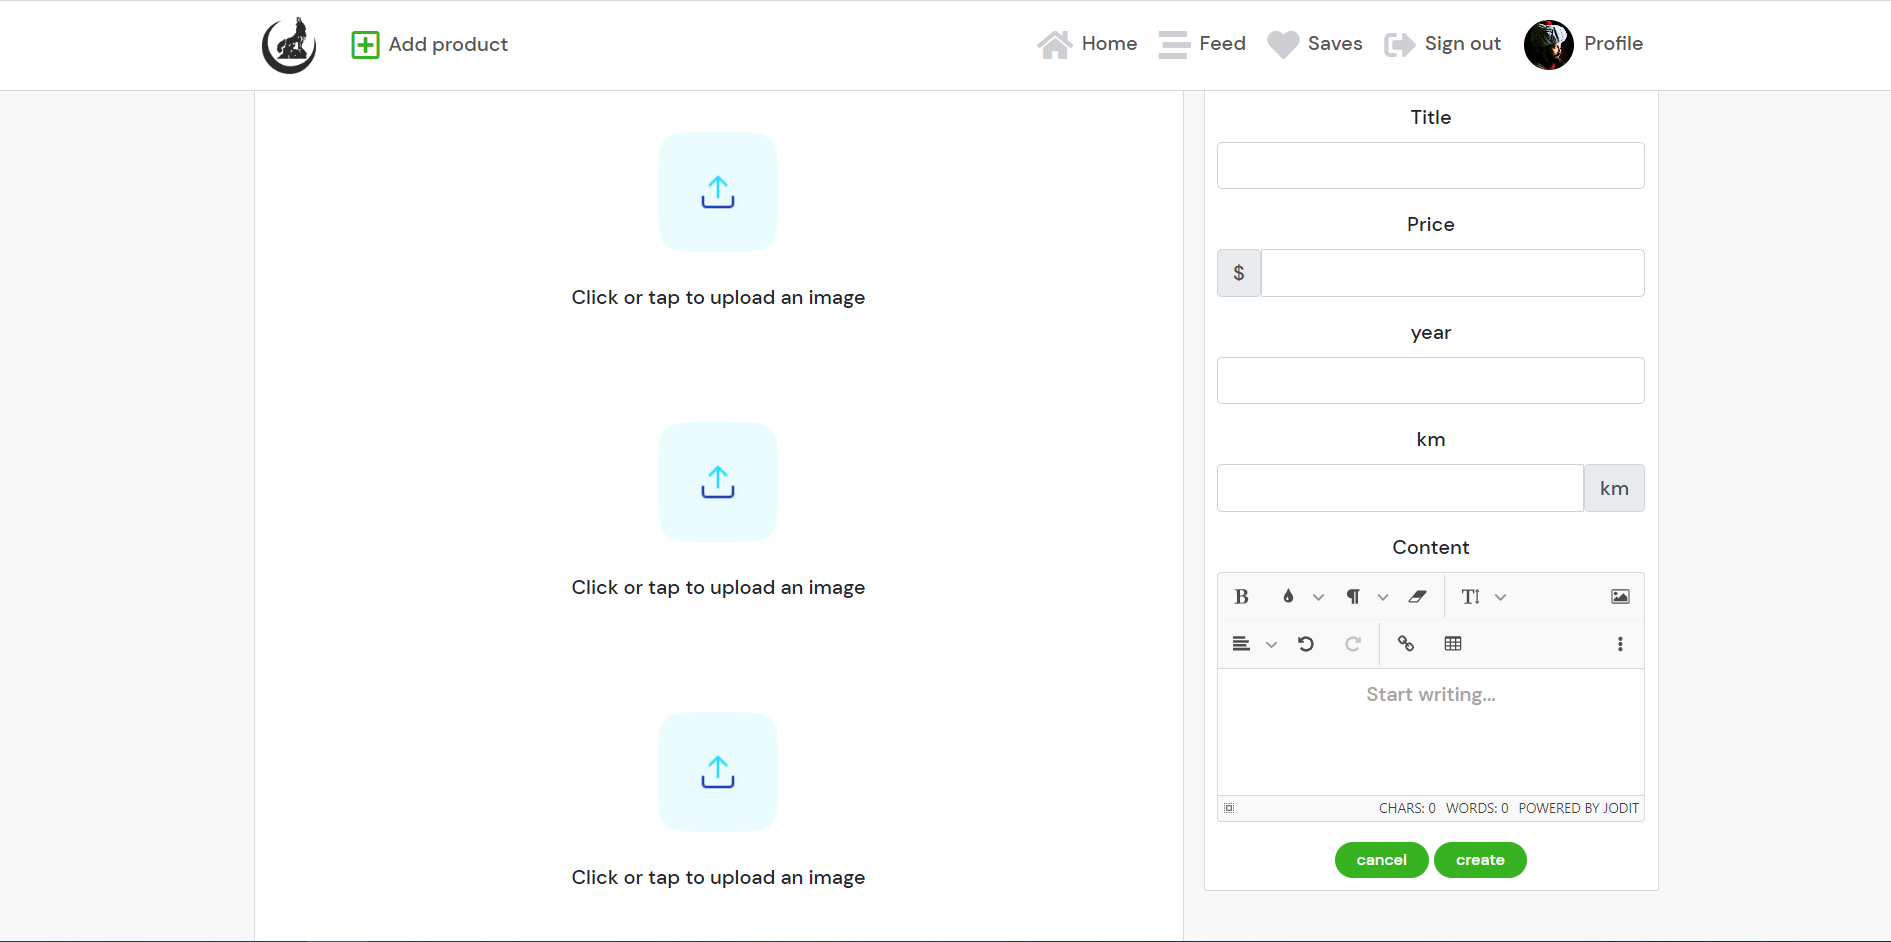 Add product
Home Feed Saves Sign out Profile
Click or tap to upload an image
Click or tap to upload an image
Click or tap to upload an image
Title
Price
$
year
km
km
Content
Start writing...
CHARS: 0 WORDS: 0 POWERED BY JODIT
cancel create